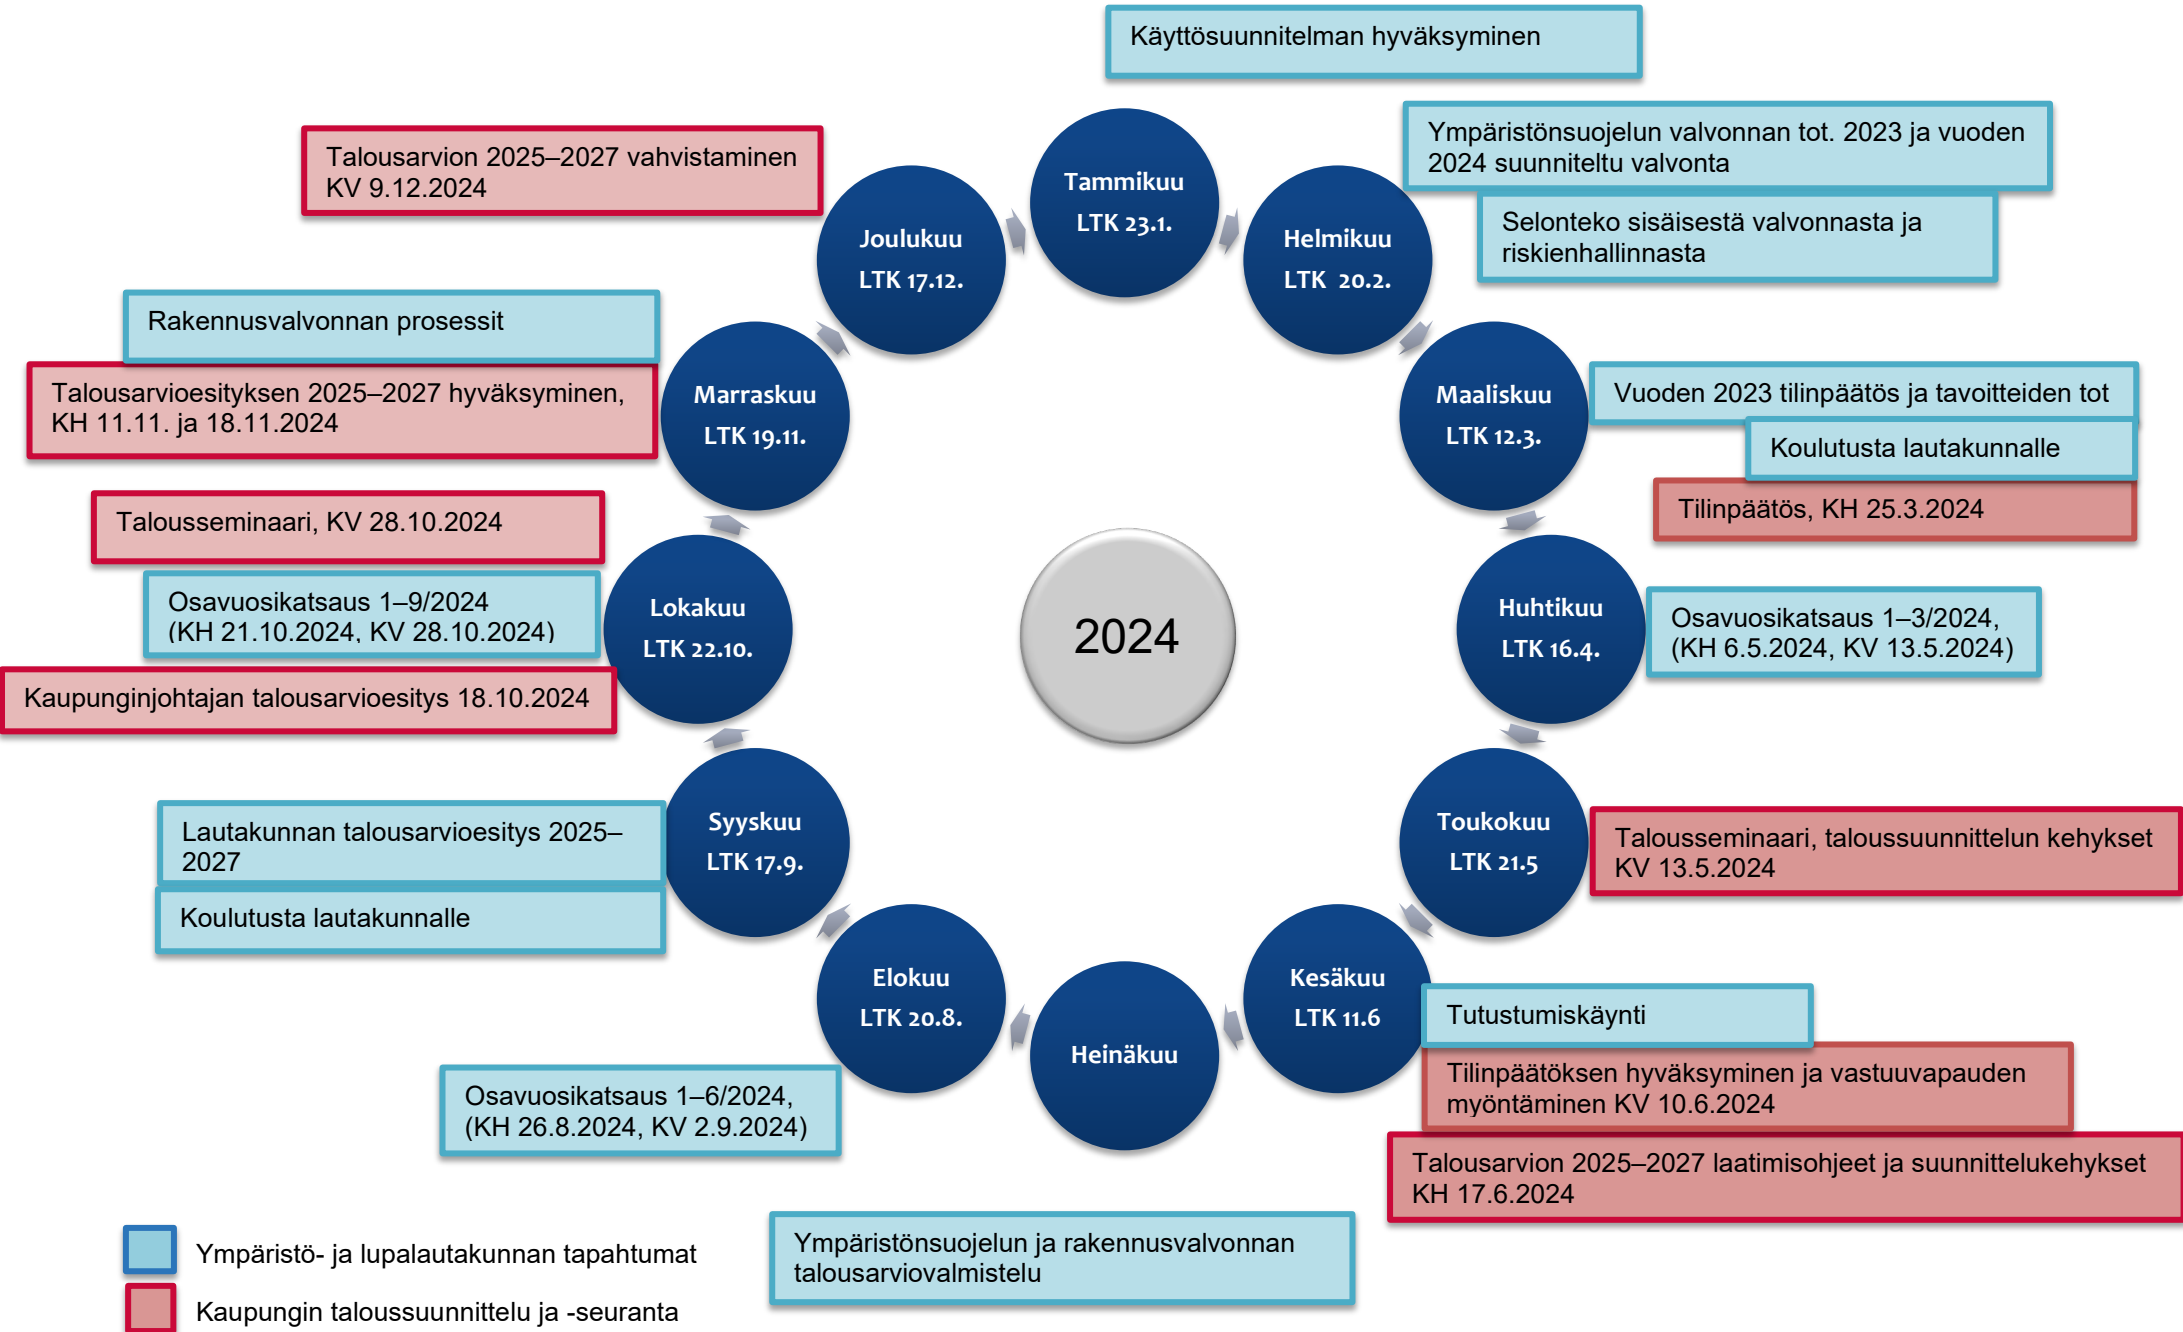 Käyttösuunnitelman hyväksyminen
Tammikuu
LTK 23.1.
Ympäristönsuojelun valvonnan tot. 2023 ja vuoden
2024 suunniteltu valvonta
Selonteko sisäisestä valvonnasta ja
riskienhallinnasta
Helmikuu
LTK 20.2.
Maaliskuu
LTK 12.3.
Vuoden 2023 tilinpäätös ja tavoitteiden tot
Koulutusta lautakunnalle
Tilinpäätös, KH 25.3.2024
Huhtikuu
LTK 16.4.
Osavuosikatsaus 1–3/2024,
(KH 6.5.2024, KV 13.5.2024)
Toukokuu
LTK 21.5
Talousseminaari, taloussuunnittelun kehykset
KV 13.5.2024
Kesäkuu
LTK 11.6
Tutustumiskäynti
Tilinpäätöksen hyväksyminen ja vastuuvapauden
myöntäminen KV 10.6.2024
Talousarvion 2025–2027 laatimisohjeet ja suunnittelukehykset
KH 17.6.2024
Heinäkuu
Ympäristönsuojelun ja rakennusvalvonnan
talousarviovalmistelu
Elokuu
LTK 20.8.
Osavuosikatsaus 1–6/2024,
(KH 26.8.2024, KV 2.9.2024)
Syyskuu
LTK 17.9.
Lautakunnan talousarvioesitys 2025–
2027
Koulutusta lautakunnalle
Lokakuu
LTK 22.10.
Talousseminaari, KV 28.10.2024
Osavuosikatsaus 1–9/2024
(KH 21.10.2024, KV 28.10.2024)
Kaupunginjohtajan talousarvioesitys 18.10.2024
Marraskuu
LTK 19.11.
Rakennusvalvonnan prosessit
Talousarvioesityksen 2025–2027 hyväksyminen,
KH 11.11. ja 18.11.2024
Joulukuu
LTK 17.12.
Talousarvion 2025–2027 vahvistaminen
KV 9.12.2024
2024
Ympäristö- ja lupalautakunnan tapahtumat
Kaupungin taloussuunnittelu ja -seuranta